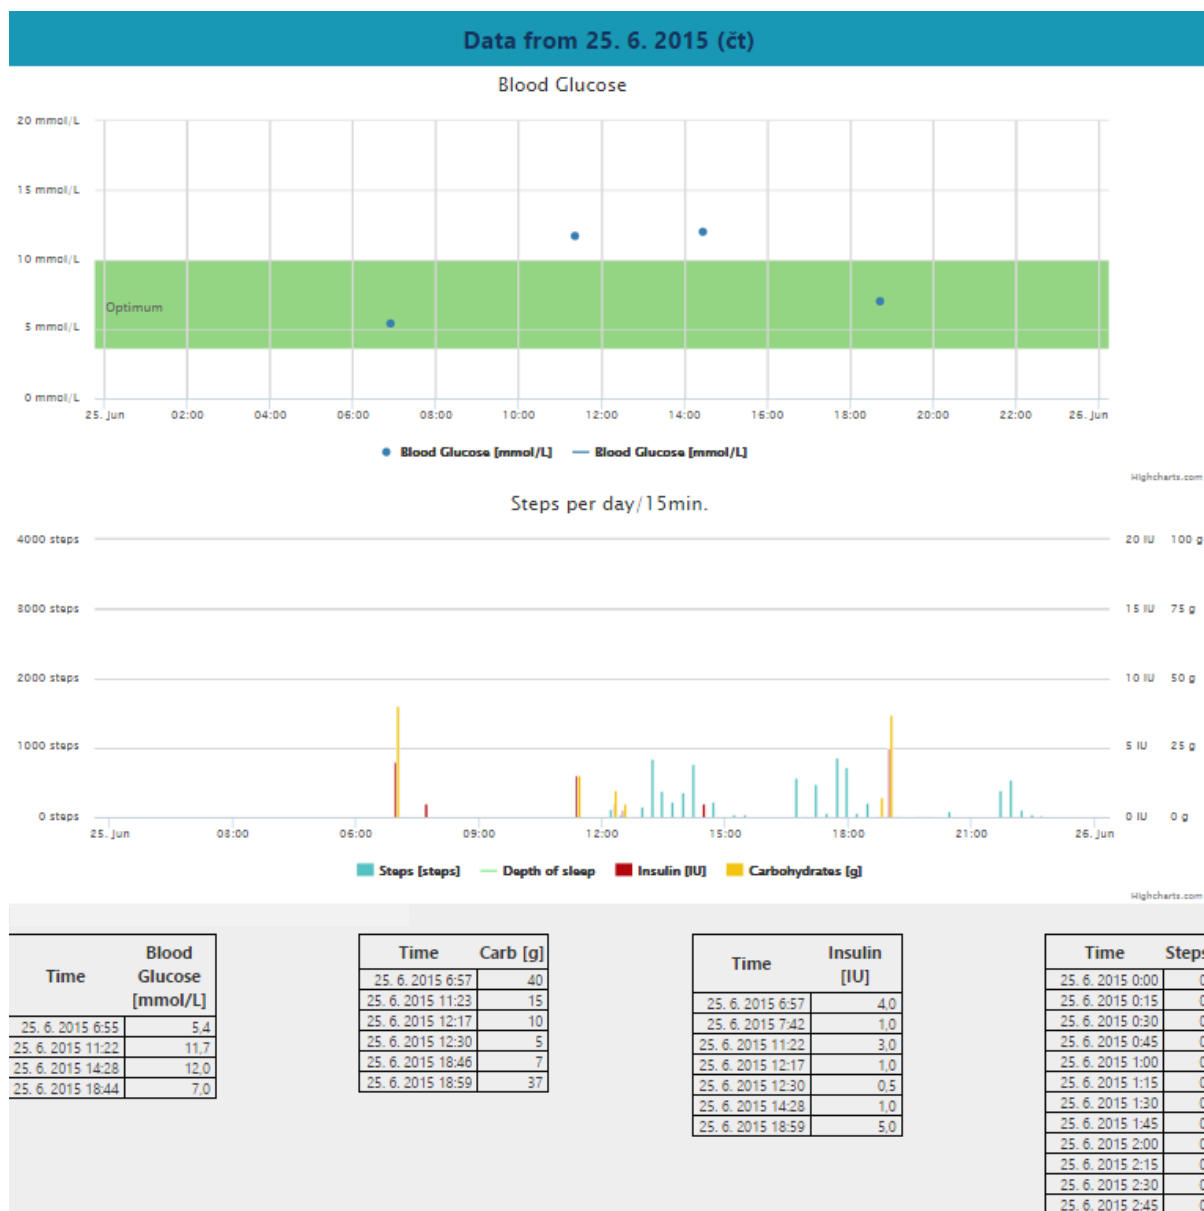 Data from 25. 6. 2015 (čt)
Blood Glucose
20 mmol/L
15 mmol/L
10 mmol/L
Optimum
5 mmol/L
0 mmol/L
25. Jun 02:00 04:00 06:00 08:00 10:00 12:00 14:00 16:00 18:00 20:00 22:00 26. Jun
Blood Glucose [mmol/L] Blood Glucose [mmol/L]
Highcharts.com
Steps per day/15min.
4000 steps 20 IU 100 g
3000 steps 15 IU 75 g
2000 steps 10 IU 50 g
1000 steps 5 IU 25 g
0 steps 0 IU 0 g
25. Jun 03:00 06:00 09:00 12:00 15:00 18:00 21:00 26. Jun
Steps [steps] Depth of sleep Insulin [IU] Carbohydrates [g]
Highcharts.com
Time Blood Glucose [mmol/L]
25. 6. 2015 6:55 5,4
25. 6. 2015 11:22 11,7
25. 6. 2015 14:28 12,0
25. 6. 2015 18:44 7,0
Time Carb [g]
25. 6. 2015 6:57 40
25. 6. 2015 11:23 15
25. 6. 2015 12:17 10
25. 6. 2015 12:30 5
25. 6. 2015 18:46 7
25. 6. 2015 18:59 37
Time Insulin [IU]
25. 6. 2015 6:57 4,0
25. 6. 2015 7:42 1,0
25. 6. 2015 11:22 3,0
25. 6. 2015 12:17 1,0
25. 6. 2015 12:30 0,5
25. 6. 2015 14:28 1,0
25. 6. 2015 18:59 5,0
Time Steps
25. 6. 2015 0:00 0
25. 6. 2015 0:15 0
25. 6. 2015 0:30 0
25. 6. 2015 0:45 0
25. 6. 2015 1:00 0
25. 6. 2015 1:15 0
25. 6. 2015 1:30 0
25. 6. 2015 1:45 0
25. 6. 2015 2:00 0
25. 6. 2015 2:15 0
25. 6. 2015 2:30 0
25. 6. 2015 2:45 0